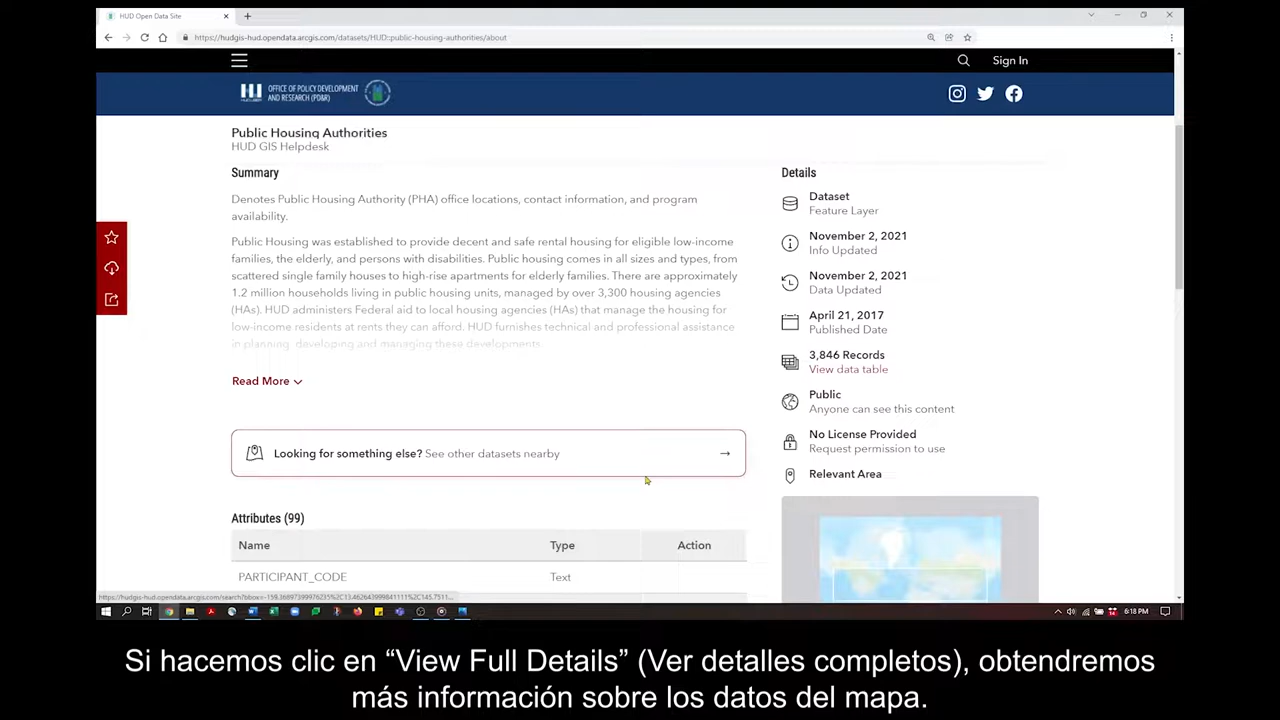 HUD Open Data Site
https://hudgis-hud.opendata.arcgis.com/datasets/HUD::public-housing-authorities/about
Sign In
OFFICE OF POLICY DEVELOPMENT
AND RESEARCH (PD&R)
Public Housing Authorities
HUD GIS Helpdesk
Summary
Denotes Public Housing Authority (PHA) office locations, contact information, and program
availability.
Public Housing was established to provide decent and safe rental housing for eligible low-income
families, the elderly, and persons with disabilities. Public housing comes in all sizes and types, from
scattered single family houses to high-rise apartments for elderly families. There are approximately
1.2 million households living in public housing units, managed by over 3,300 housing agencies
(HAs). HUD administers Federal aid to local housing agencies (HAs) that manage the housing for
low-income residents at rents they can afford. HUD furnishes technical and professional assistance
in planning, developing and managing these developments.
Read More
Looking for something else? See other datasets nearby
Attributes (99)
Name Type Action
PARTICIPANT_CODE Text
Details
Dataset
Feature Layer
November 2, 2021
Info Updated
November 2, 2021
Data Updated
April 21, 2017
Published Date
3,846 Records
View data table
Public
Anyone can see this content
No License Provided
Request permission to use
Relevant Area
6:18 PM
Si hacemos clic en “View Full Details” (Ver detalles completos), obtendremos
más información sobre los datos del mapa.